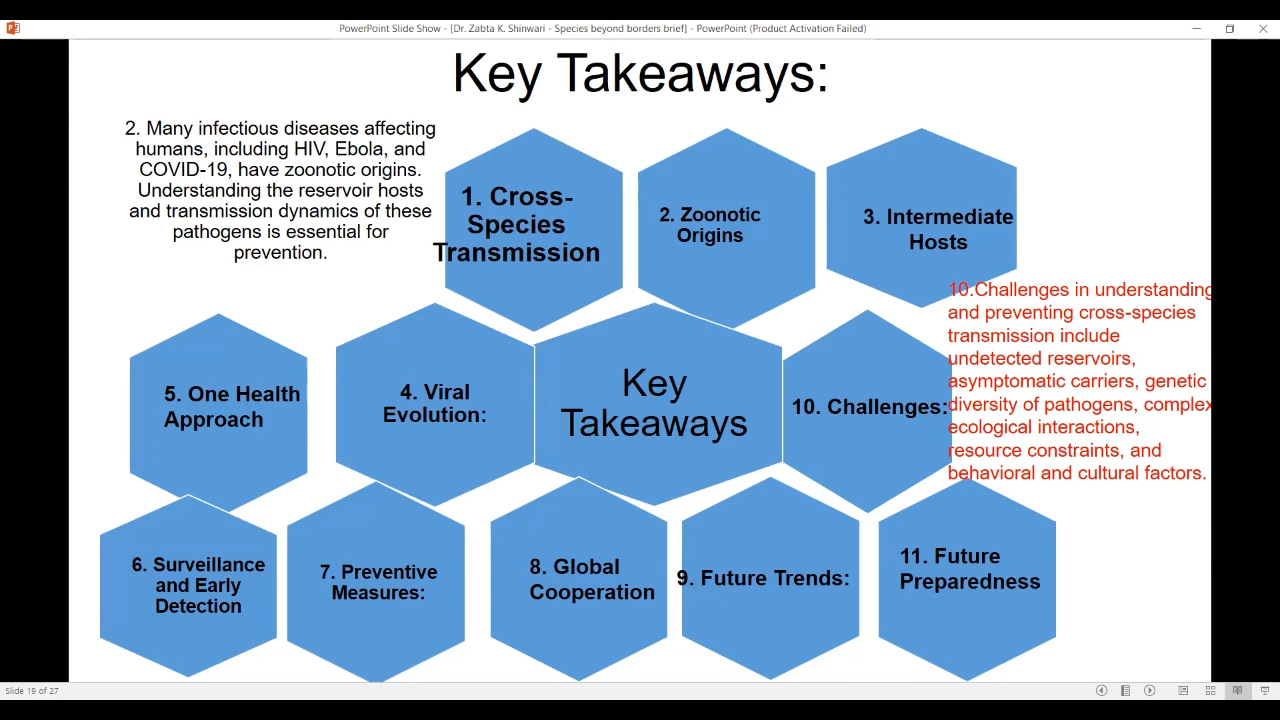 PowerPoint Slide Show - [Dr. Zabta K. Shinwari - Species beyond borders brief] - PowerPoint (Product Activation Failed)
Key Takeaways:
2. Many infectious diseases affecting
humans, including HIV, Ebola, and
COVID-19, have zoonotic origins.
Understanding the reservoir hosts
and transmission dynamics of these
pathogens is essential for
prevention.
1. Cross-
Species
Transmission
2. Zoonotic
Origins
3. Intermediate
Hosts
10.Challenges in understanding
and preventing cross-species
transmission include
undetected reservoirs,
asymptomatic carriers, genetic
diversity of pathogens, complex
ecological interactions,
resource constraints, and
behavioral and cultural factors.
5. One Health
Approach
4. Viral
Evolution:
Key
Takeaways
10. Challenges:
6. Surveillance
and Early
Detection
7. Preventive
Measures:
8. Global
Cooperation
9. Future Trends:
11. Future
Preparedness
Slide 19 of 27